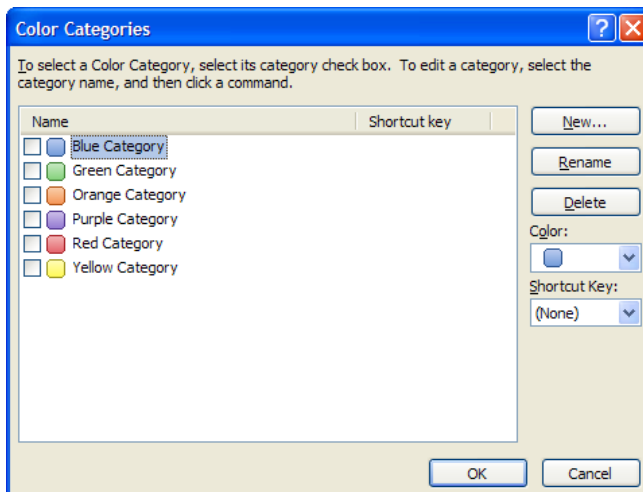 Color Categories
To select a Color Category, select its category check box.  To edit a category, select the
category name, and then click a command.
Name Shortcut key
Blue Category
Green Category
Orange Category
Purple Category
Red Category
Yellow Category
New...
Rename
Delete
Color:
Shortcut Key:
(None)
OK Cancel